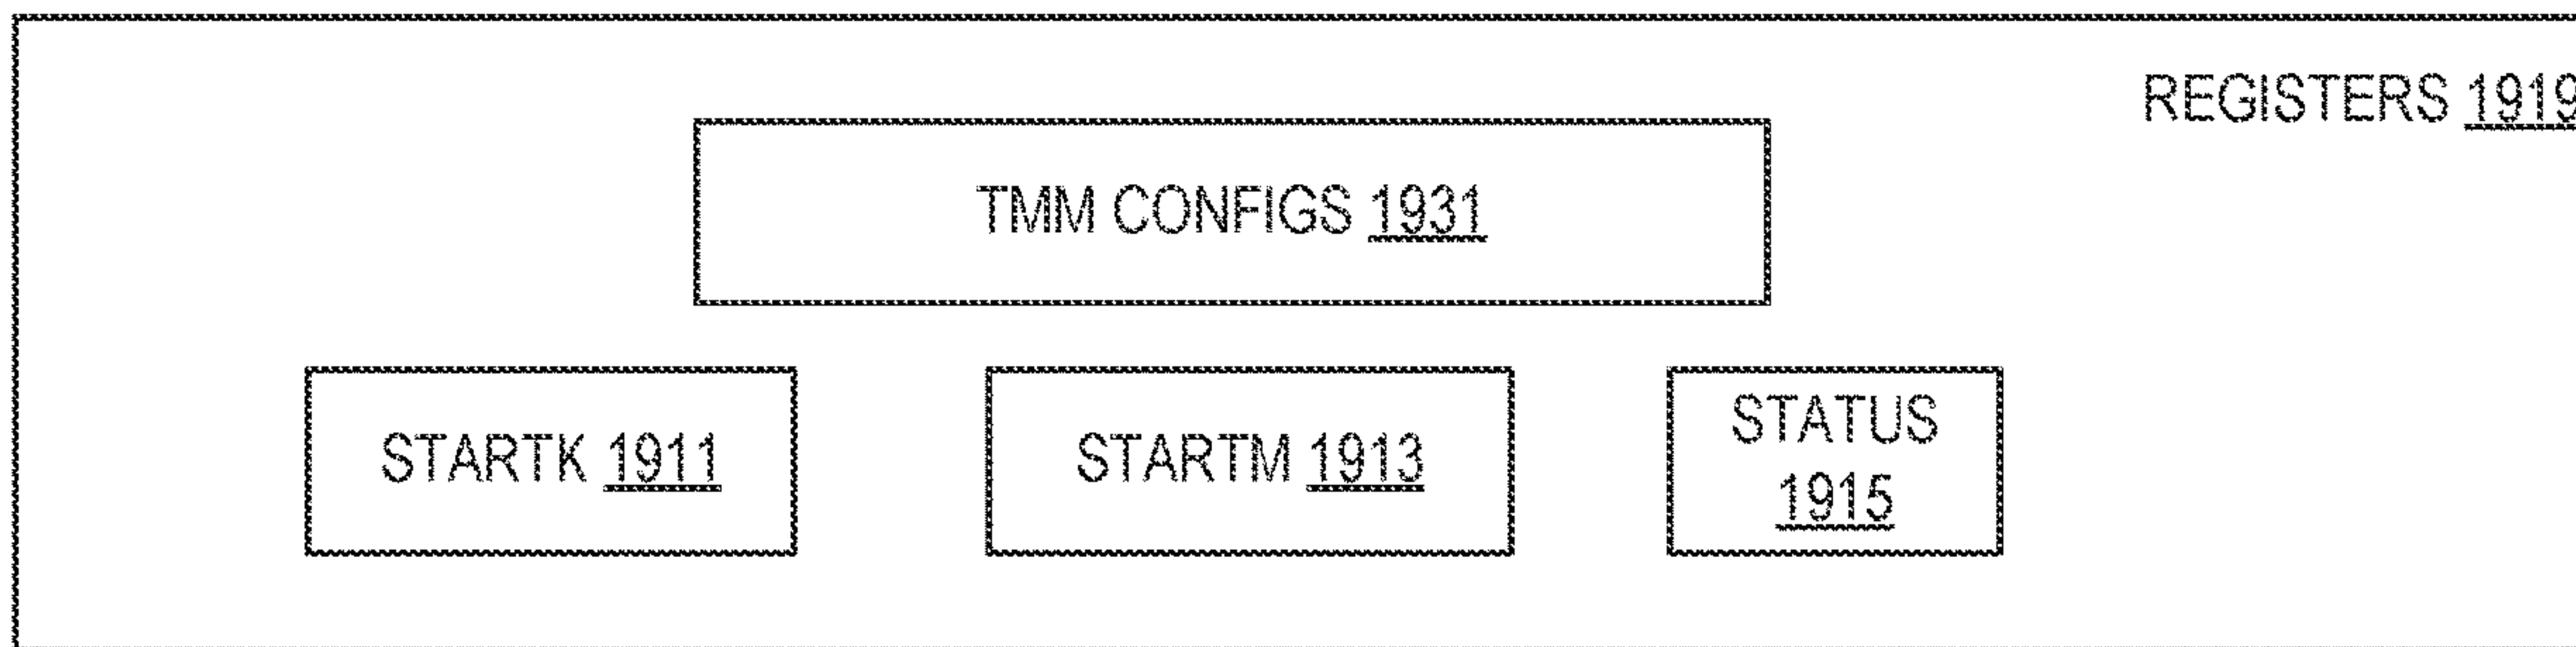 REGISTERS 1919
TMM CONFIGS 1931
STARTK 1911
STARTM 1913
STATUS
1915